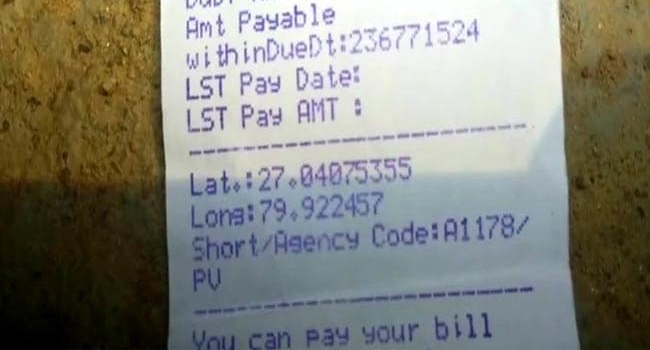 Amt Payable
withinDueDt:236771524
LST Pay Date:
LST Pay AMT :
Lat.:27.04075355
Long:79.922457
Short/Agency Code:A1178/
PV
You can pay your bill